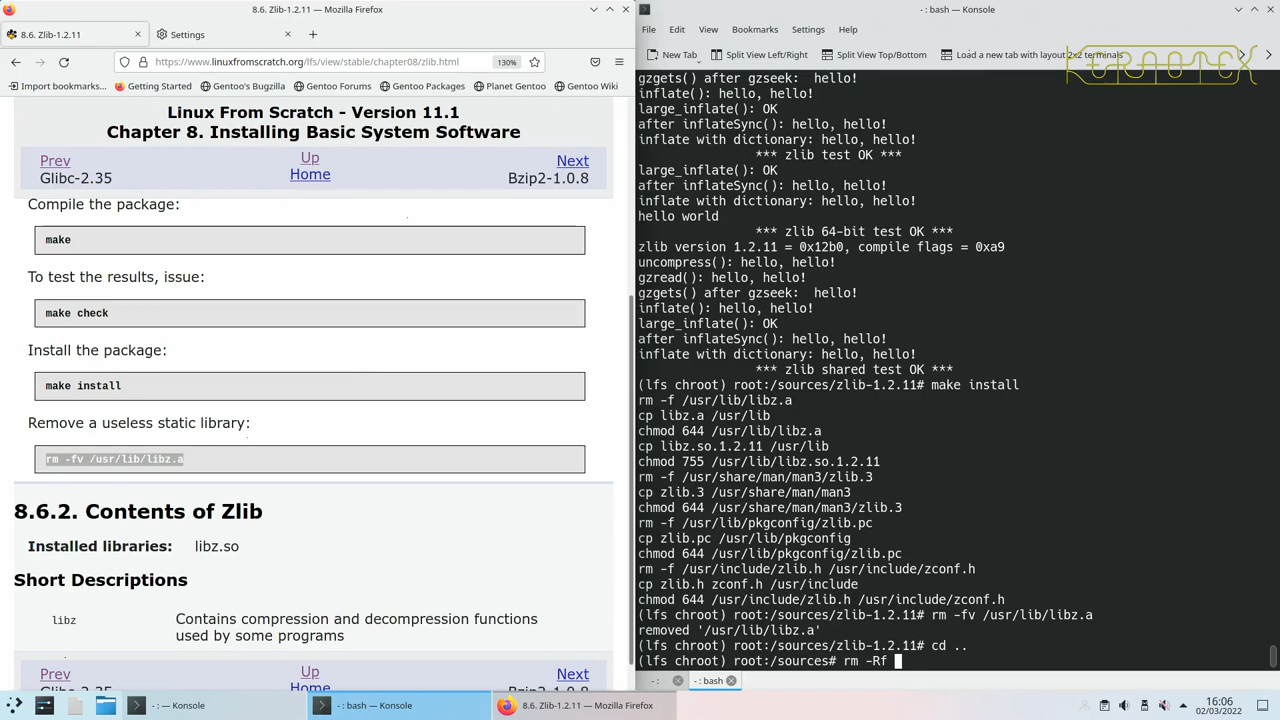 8.6. Zlib-1.2.11 — Mozilla Firefox
8.6. Zlib-1.2.11
Settings
https://www.linuxfromscratch.org/lfs/view/stable/chapter08/zlib.html
130%
Import bookmarks...
Getting Started
Gentoo's Bugzilla
Gentoo Forums
Gentoo Packages
Planet Gentoo
Gentoo Wiki
Linux From Scratch - Version 11.1
Chapter 8. Installing Basic System Software
Prev
Up
Next
Glibc-2.35
Home
Bzip2-1.0.8
Compile the package:
make
To test the results, issue:
make check
Install the package:
make install
Remove a useless static library:
rm -fv /usr/lib/libz.a
8.6.2. Contents of Zlib
Installed libraries: libz.so
Short Descriptions
libz
Contains compression and decompression functions
used by some programs
Prev
Up
Next
Glibc-2.35
Home
Bzip2-1.0.8
- : bash — Konsole
File Edit View Bookmarks Settings Help
New Tab
Split View Left/Right
Split View Top/Bottom
Load a new tab with layout 2x2 terminals
KERNOTEX
gzgets() after gzseek:  hello!
inflate(): hello, hello!
large_inflate(): OK
after inflateSync(): hello, hello!
inflate with dictionary: hello, hello!
*** zlib test OK ***
large_inflate(): OK
after inflateSync(): hello, hello!
inflate with dictionary: hello, hello!
hello world
*** zlib 64-bit test OK ***
zlib version 1.2.11 = 0x12b0, compile flags = 0xa9
uncompress(): hello, hello!
gzread(): hello, hello!
gzgets() after gzseek:  hello!
inflate(): hello, hello!
large_inflate(): OK
after inflateSync(): hello, hello!
inflate with dictionary: hello, hello!
*** zlib shared test OK ***
(lfs chroot) root:/sources/zlib-1.2.11# make install
rm -f /usr/lib/libz.a
cp libz.a /usr/lib
chmod 644 /usr/lib/libz.a
cp libz.so.1.2.11 /usr/lib
chmod 755 /usr/lib/libz.so.1.2.11
rm -f /usr/share/man/man3/zlib.3
cp zlib.3 /usr/share/man/man3
chmod 644 /usr/share/man/man3/zlib.3
rm -f /usr/lib/pkgconfig/zlib.pc
cp zlib.pc /usr/lib/pkgconfig
chmod 644 /usr/lib/pkgconfig/zlib.pc
rm -f /usr/include/zlib.h /usr/include/zconf.h
cp zlib.h zconf.h /usr/include
chmod 644 /usr/include/zlib.h /usr/include/zconf.h
(lfs chroot) root:/sources/zlib-1.2.11# rm -fv /usr/lib/libz.a
removed '/usr/lib/libz.a'
(lfs chroot) root:/sources/zlib-1.2.11# cd ..
(lfs chroot) root:/sources# rm -Rf
- :
- : bash
- : — Konsole
- : bash — Konsole
8.6. Zlib-1.2.11 — Mozilla Firefox
16:06
02/03/2022